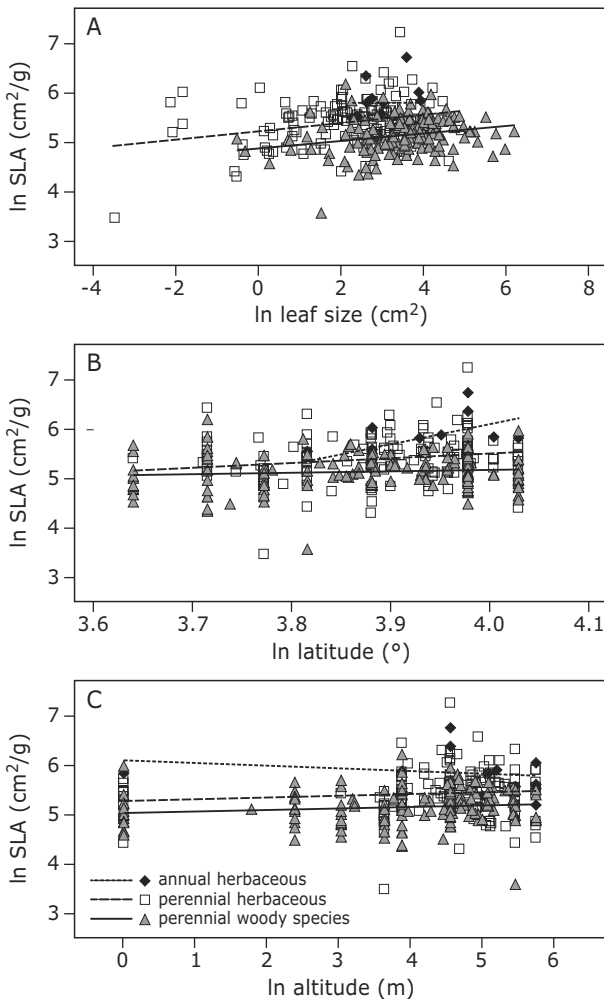 A
7
6
5
4
3
ln SLA (cm²/g)
-4 -2 0 2 4 6 8
ln leaf size (cm²)
B
7
6
5
4
3
ln SLA (cm²/g)
3.6 3.7 3.8 3.9 4.0 4.1
ln latitude (°)
C
7
6
5
4
3
ln SLA (cm²/g)
annual herbaceous
perennial herbaceous
perennial woody species
0 1 2 3 4 5 6
ln altitude (m)